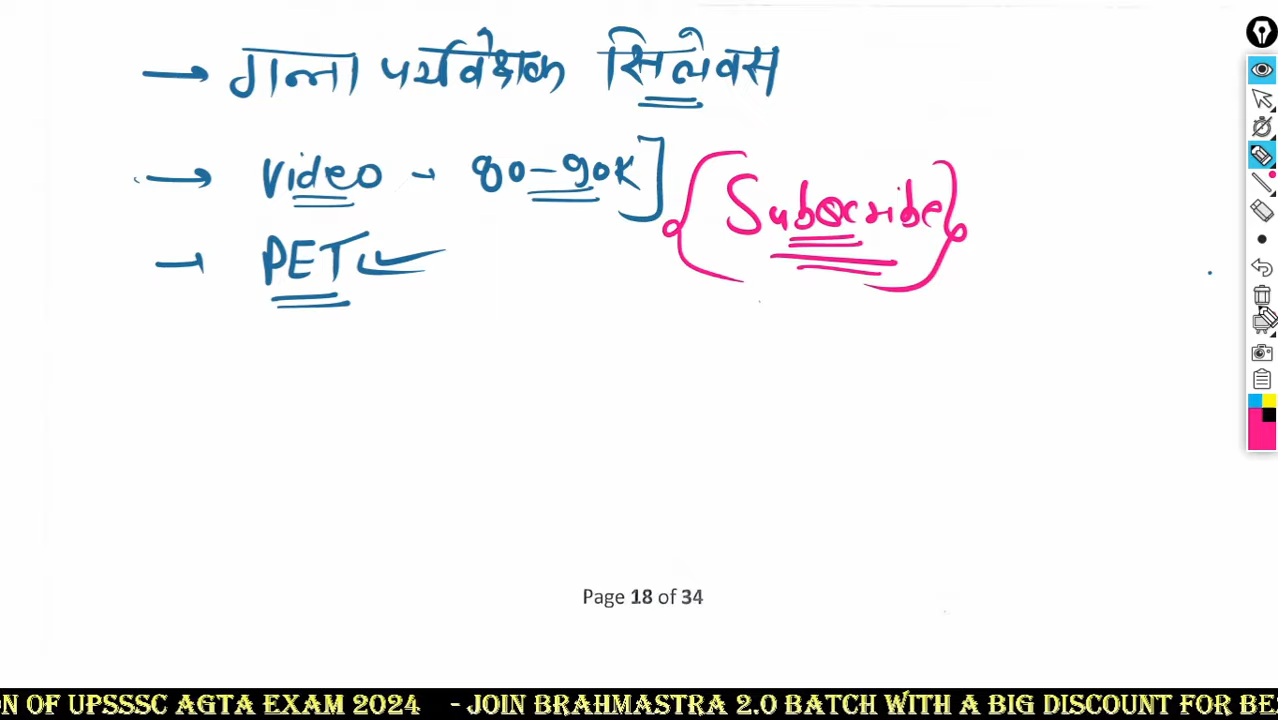 → गन्ना पर्यवेक्षक सिलेबस
→ Video → 80-90K]
{Subscribe}
→ PET ✓
Page 18 of 34
ON OF UPSSSC AGTA EXAM 2024 - JOIN BRAHMASTRA 2.0 BATCH WITH A BIG DISCOUNT FOR BE